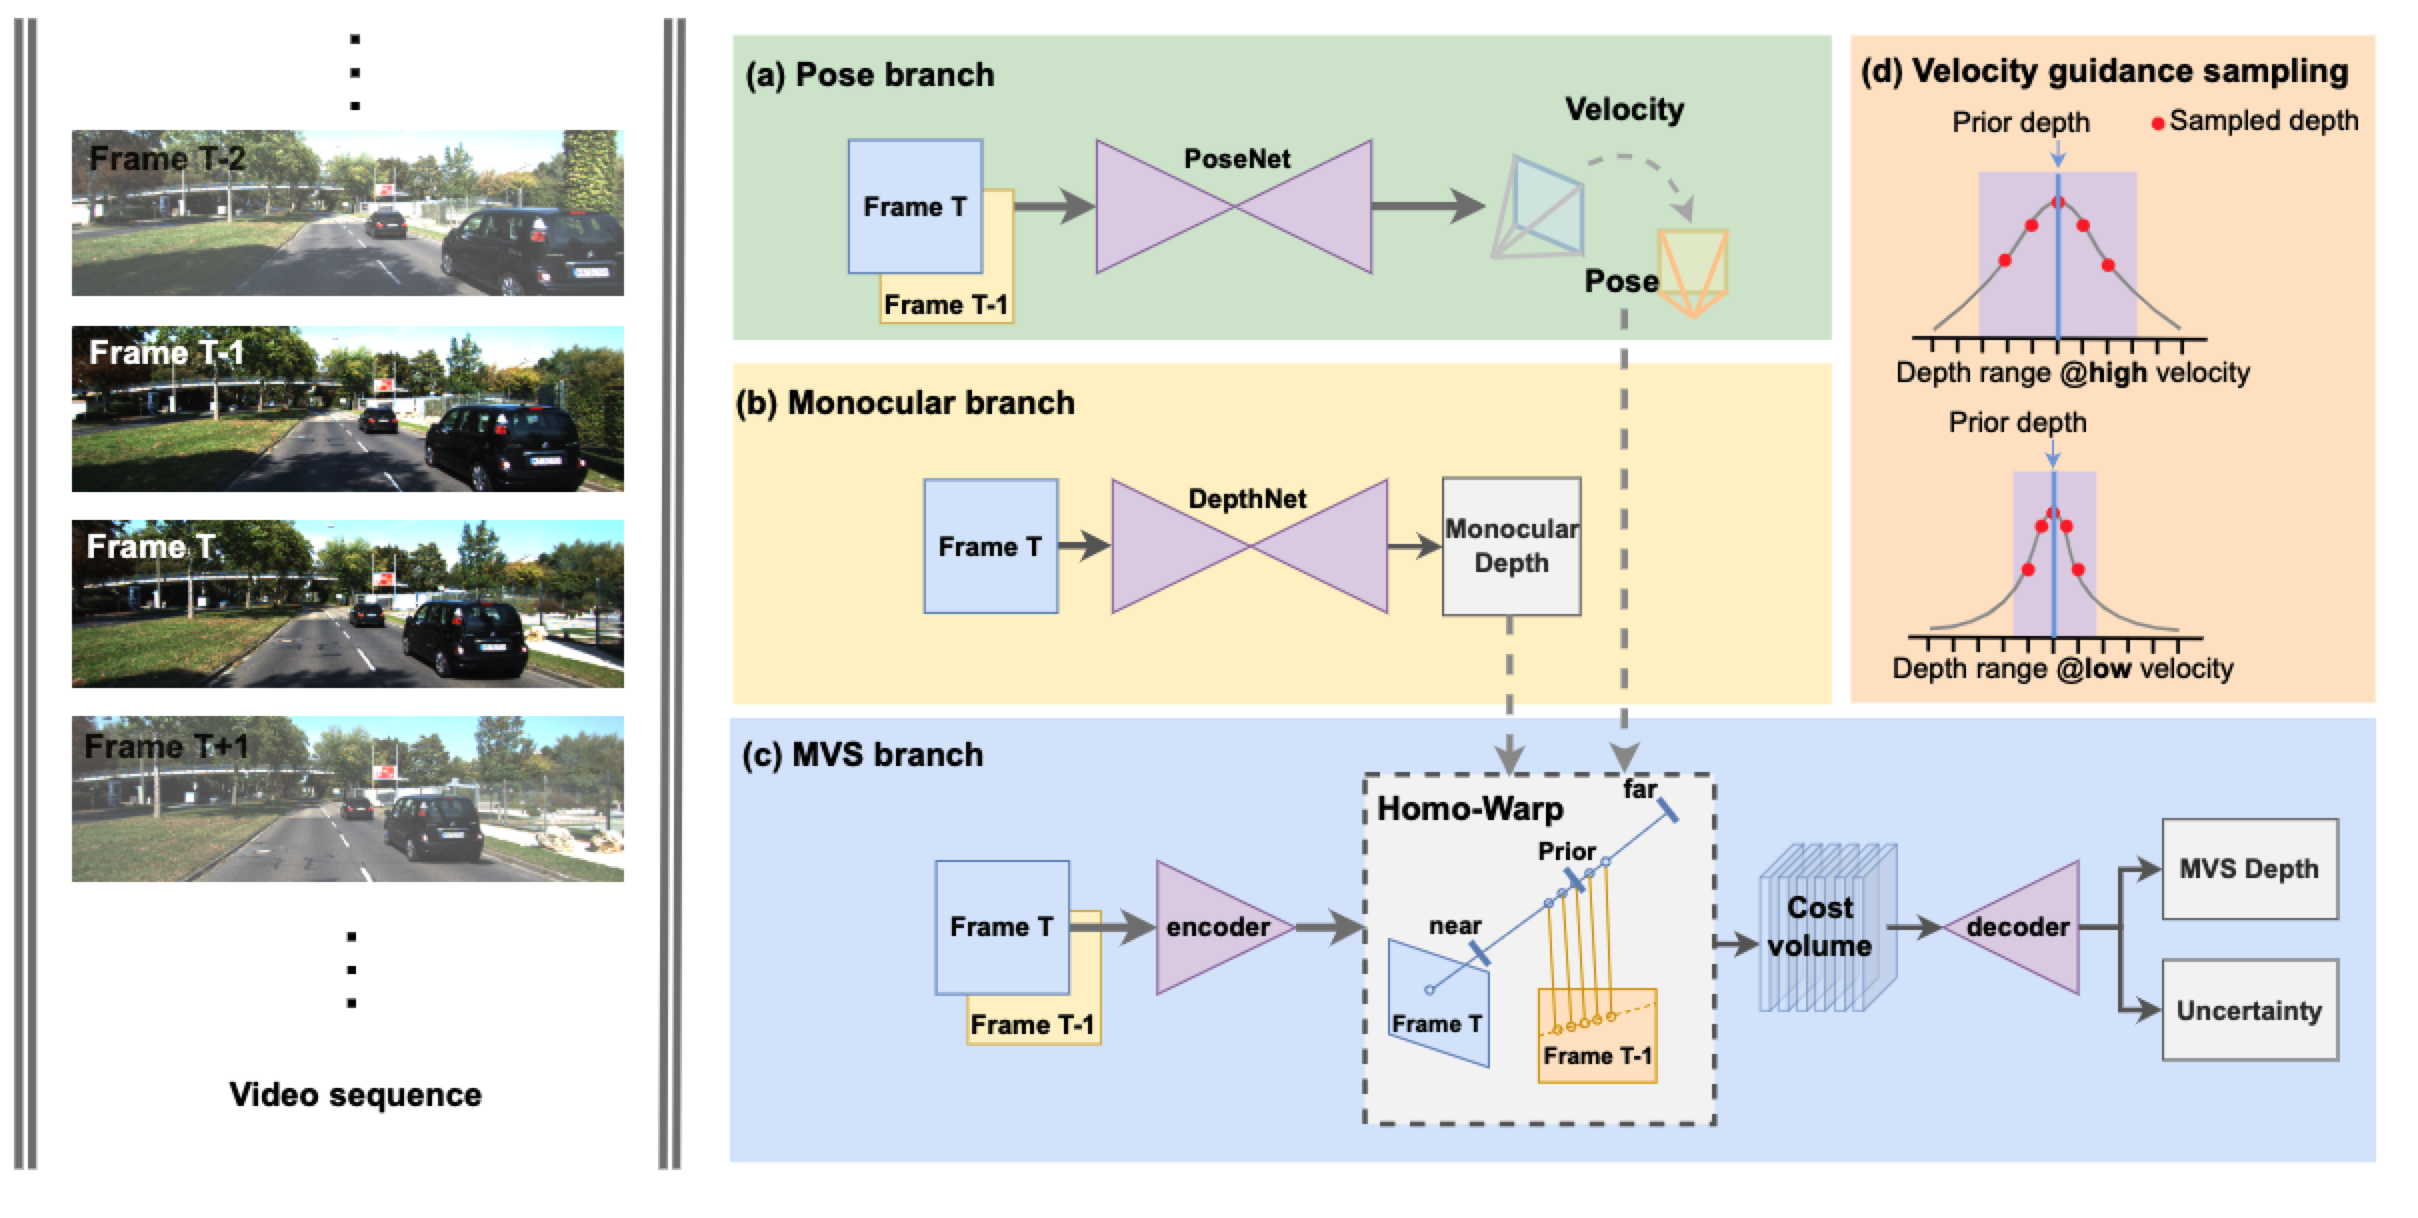 Frame T-2
Frame T-1
Frame T
Frame T+1
Video sequence
(a) Pose branch
Velocity
PoseNet
Frame T
Pose
Frame T-1
(b) Monocular branch
DepthNet
Frame T
Monocular
Depth
(c) MVS branch
Homo-Warp
far
Prior
near
Frame T
encoder
Frame T-1
Frame T
Frame T-1
Cost
volume
decoder
MVS Depth
Uncertainty
(d) Velocity guidance sampling
Prior depth
Sampled depth
Depth range @high velocity
Prior depth
Depth range @low velocity